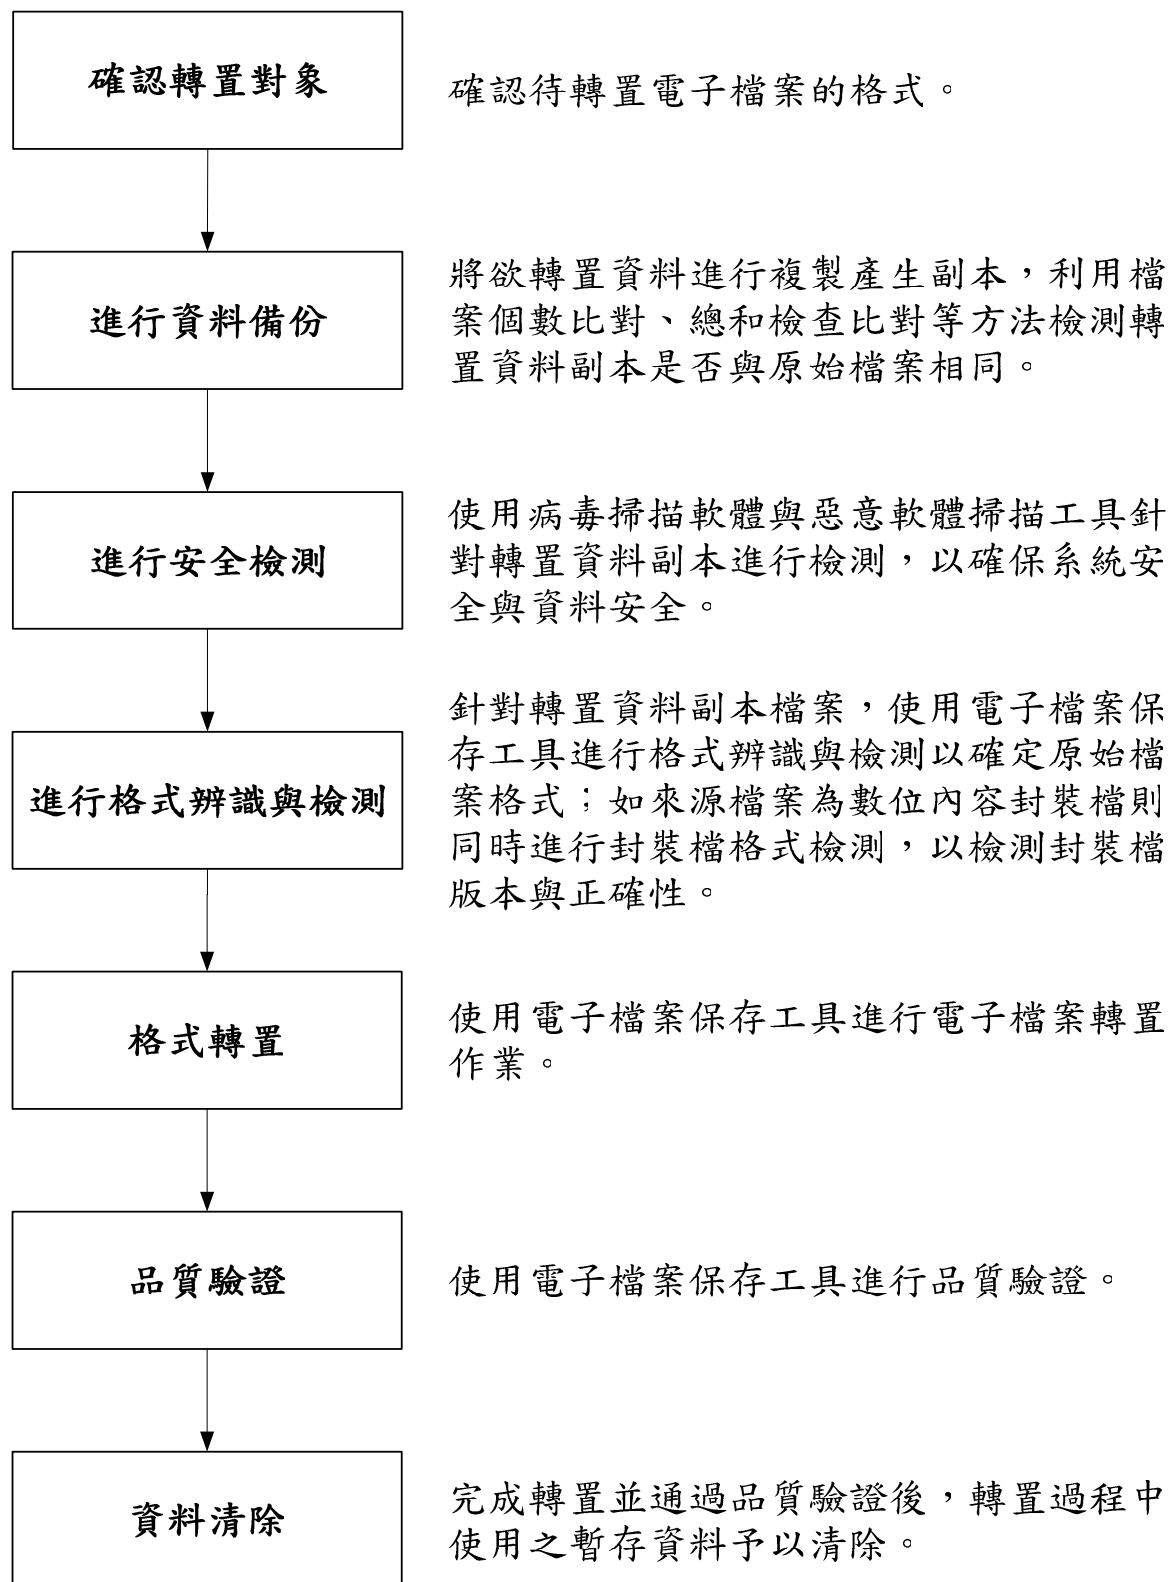 確認轉置對象
確認待轉置電子檔案的格式。
進行資料備份
將欲轉置資料進行複製產生副本，利用檔
案個數比對、總和檢查比對等方法檢測轉
置資料副本是否與原始檔案相同。
進行安全檢測
使用病毒掃描軟體與惡意軟體掃描工具針
對轉置資料副本進行檢測，以確保系統安
全與資料安全。
進行格式辨識與檢測
針對轉置資料副本檔案，使用電子檔案保
存工具進行格式辨識與檢測以確定原始檔
案格式；如來源檔案為數位內容封裝檔則
同時進行封裝檔格式檢測，以檢測封裝檔
版本與正確性。
格式轉置
使用電子檔案保存工具進行電子檔案轉置
作業。
品質驗證
使用電子檔案保存工具進行品質驗證。
資料清除
完成轉置並通過品質驗證後，轉置過程中
使用之暫存資料予以清除。